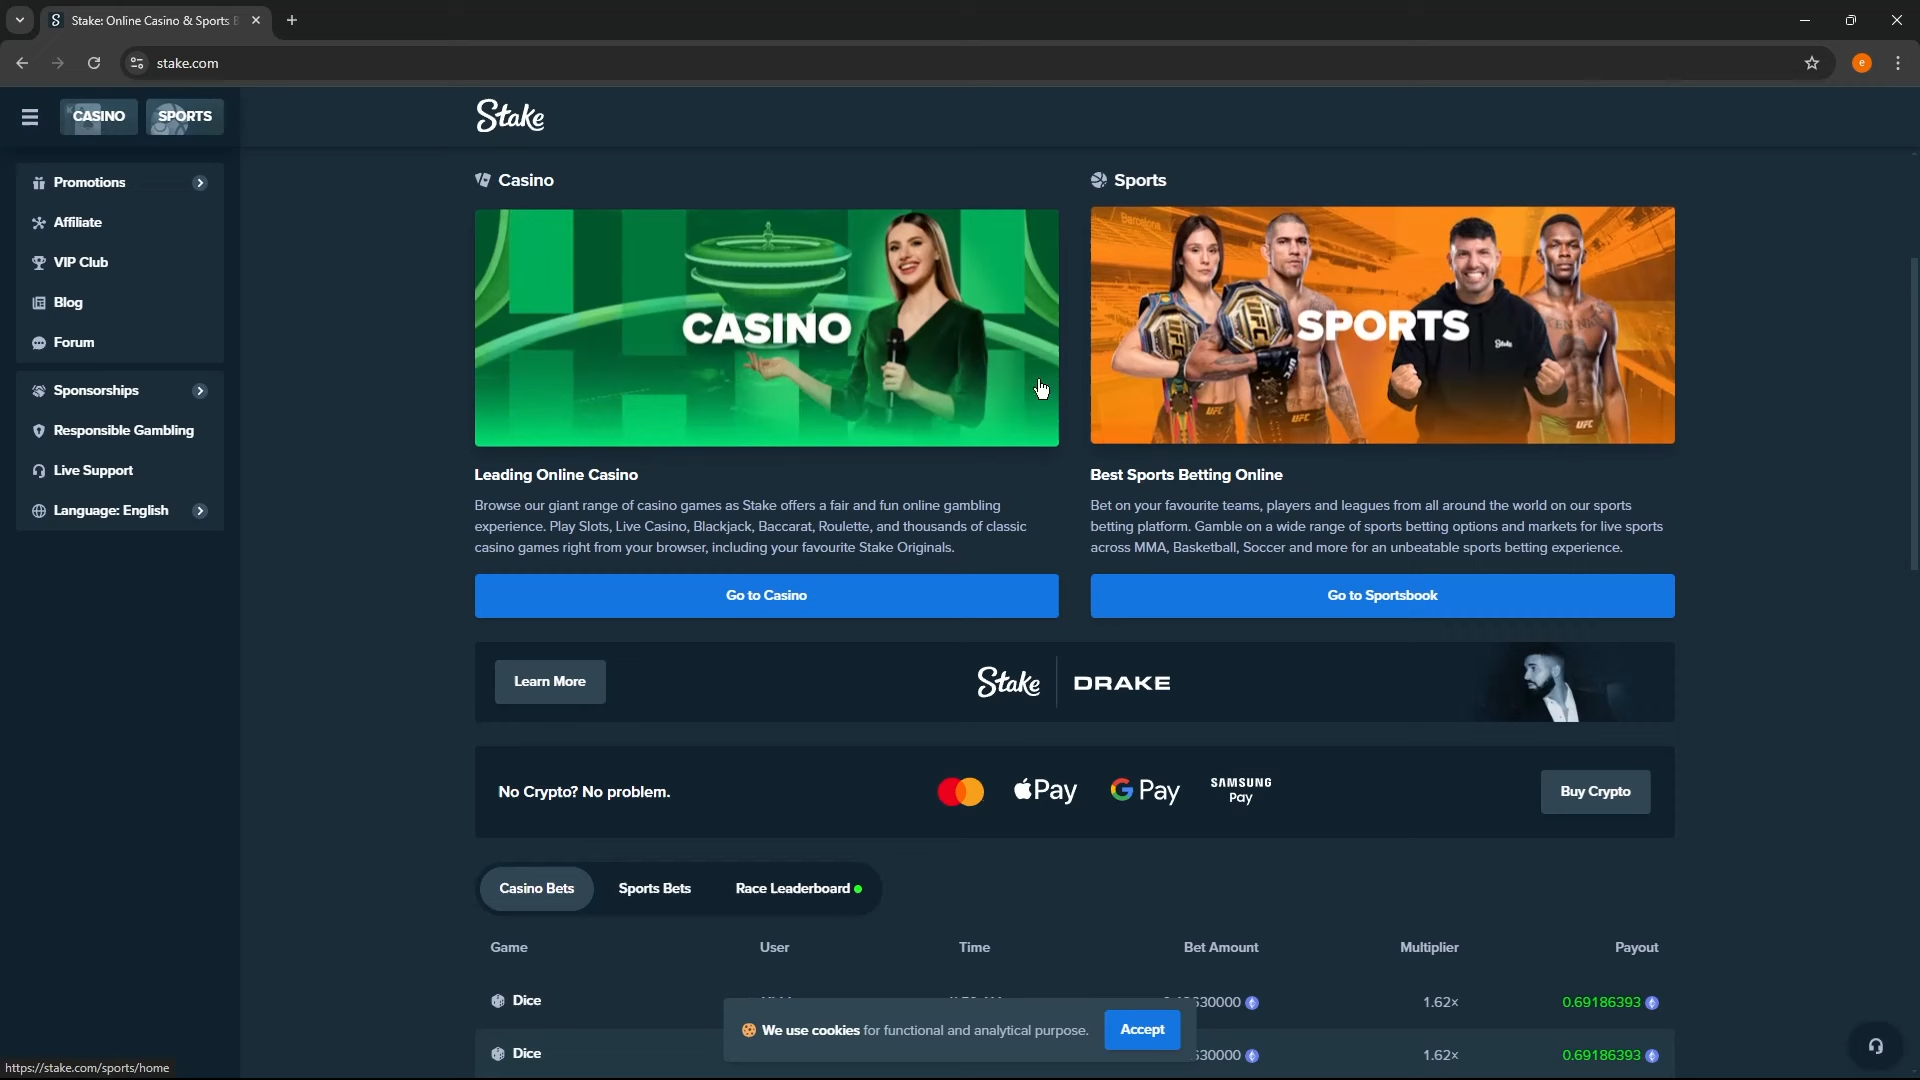 Stake: Online Casino & Sports B
stake.com
CASINO
SPORTS
Stake
Promotions
Affiliate
VIP Club
Blog
Forum
Sponsorships
Responsible Gambling
Live Support
Language: English
Casino
Sports
CASINO
Barcelona
SPORTS
Stake
UFC
UFC
UFC
Leading Online Casino
Browse our giant range of casino games as Stake offers a fair and fun online gambling
experience. Play Slots, Live Casino, Blackjack, Baccarat, Roulette, and thousands of classic
casino games right from your browser, including your favourite Stake Originals.
Go to Casino
Best Sports Betting Online
Bet on your favourite teams, players and leagues from all around the world on our sports
betting platform. Gamble on a wide range of sports betting options and markets for live sports
across MMA, Basketball, Soccer and more for an unbeatable sports betting experience.
Go to Sportsbook
Learn More
Stake
DRAKE
No Crypto? No problem.
Pay
G Pay
SAMSUNG
Pay
Buy Crypto
Casino Bets
Sports Bets
Race Leaderboard
Game User Time Bet Amount Multiplier Payout
Dice 1.62× 0.69186393
Dice 1.62× 0.69186393
We use cookies for functional and analytical purpose.
Accept
https://stake.com/sports/home